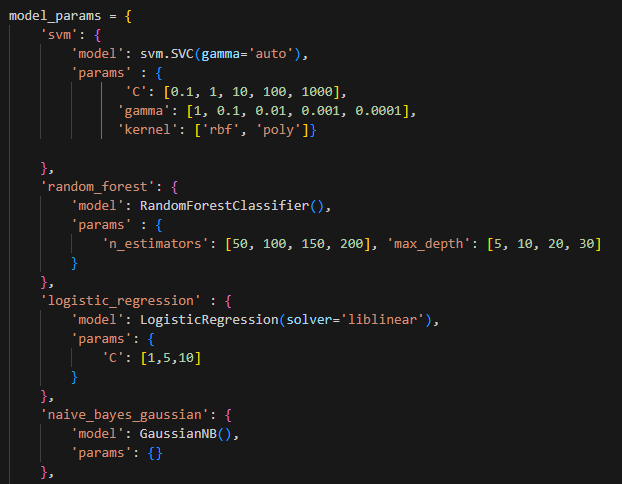 model_params = {
    'svm': {
        'model': svm.SVC(gamma='auto'),
        'params' : {
               'C': [0.1, 1, 10, 100, 1000],
              'gamma': [1, 0.1, 0.01, 0.001, 0.0001],
              'kernel': ['rbf', 'poly']}
    },
    'random_forest': {
        'model': RandomForestClassifier(),
        'params' : {
            'n_estimators': [50, 100, 150, 200], 'max_depth': [5, 10, 20, 30]
        }
    },
    'logistic_regression' : {
        'model': LogisticRegression(solver='liblinear'),
        'params': {
            'C': [1,5,10]
        }
    },
    'naive_bayes_gaussian': {
        'model': GaussianNB(),
        'params': {}
    },